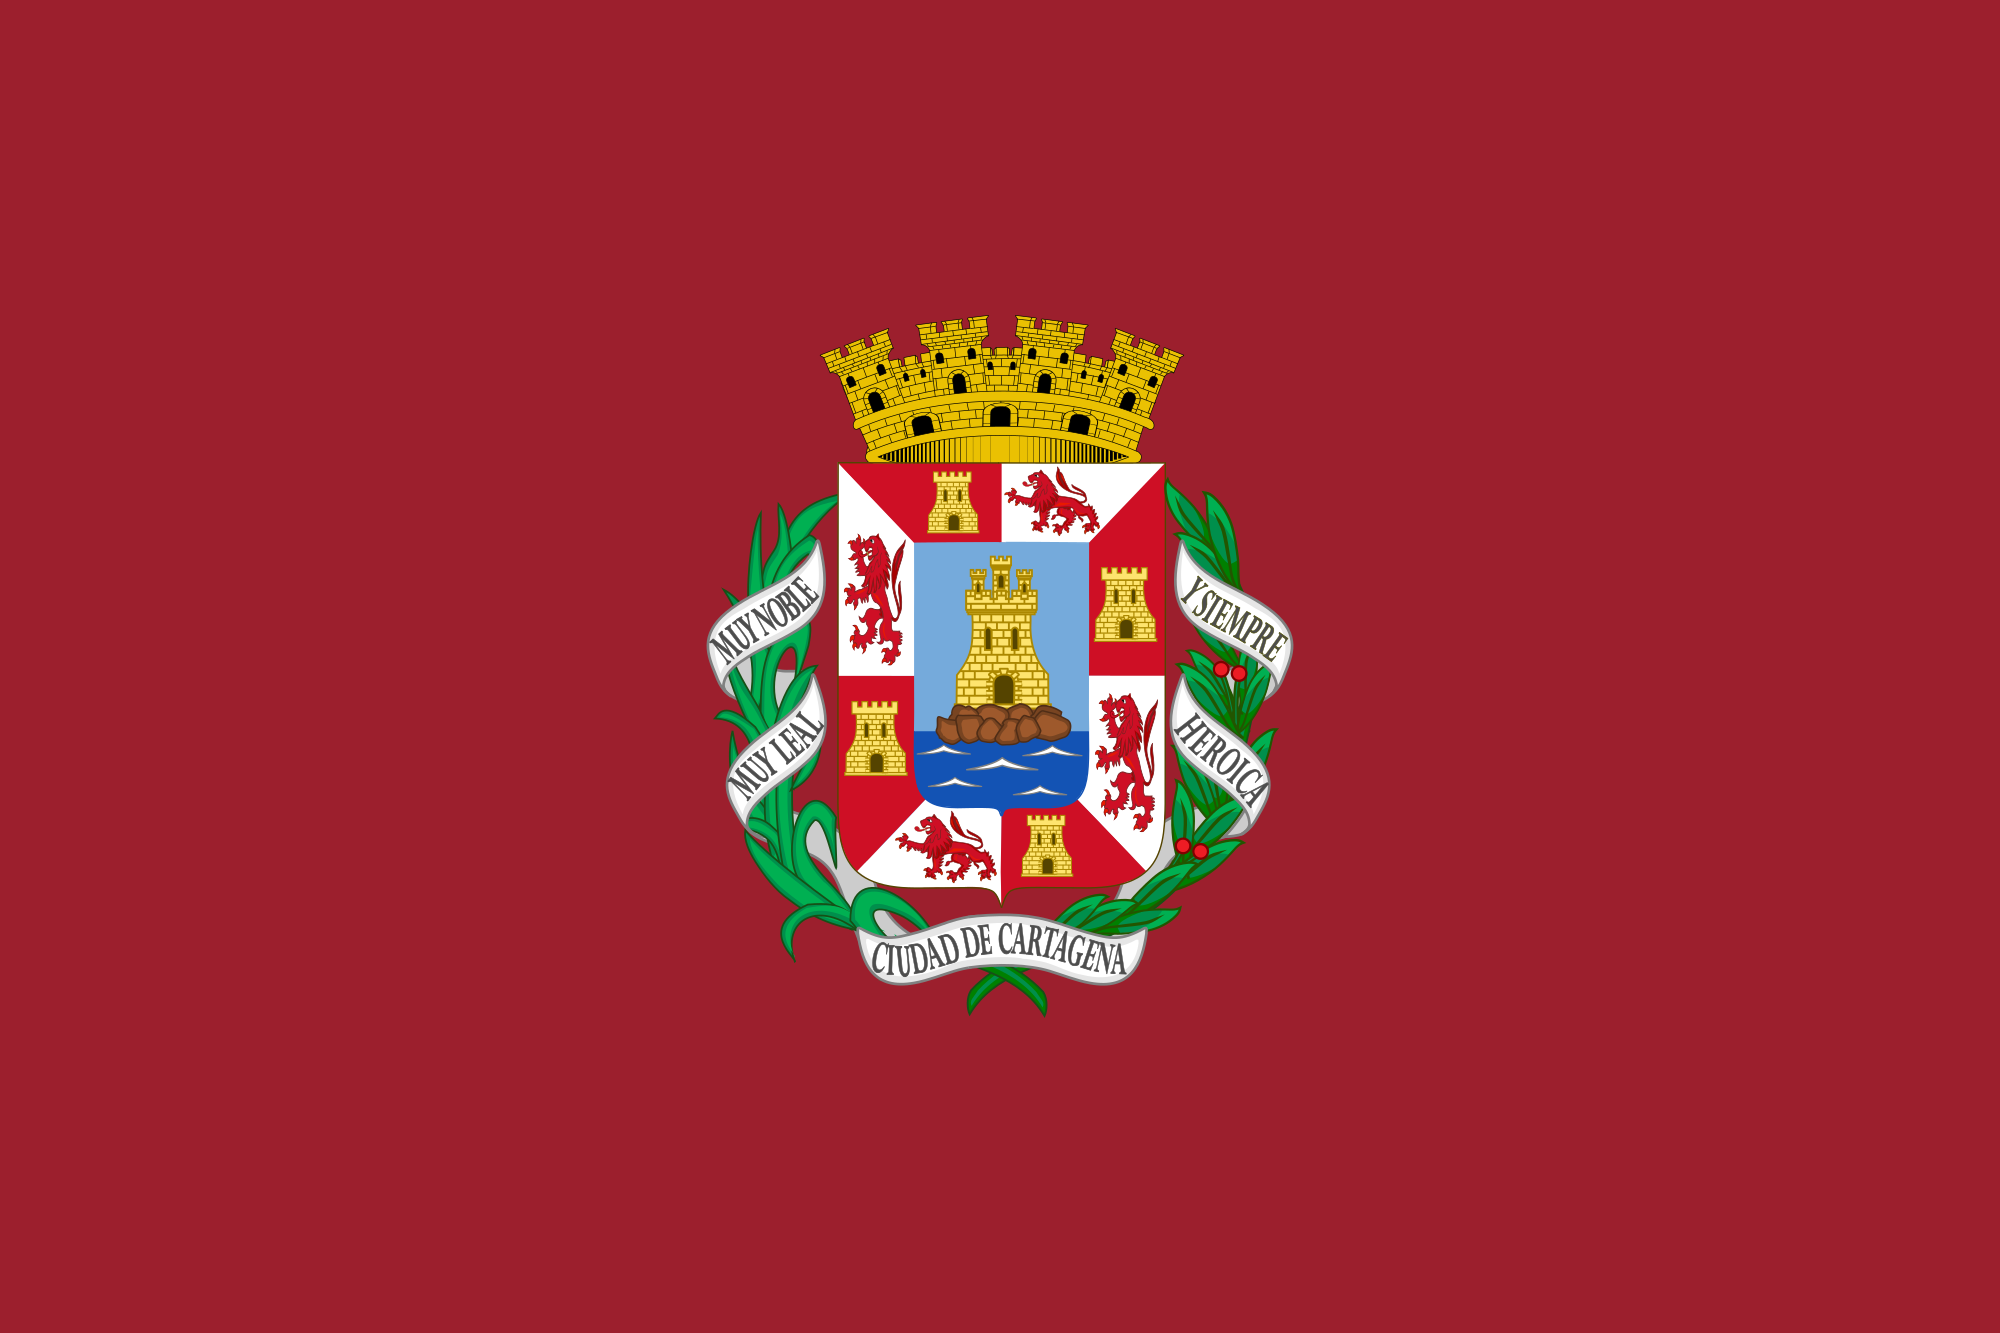 MUY NOBLE
MUY LEAL
Y SIEMPRE
HEROICA
CIUDAD DE CARTAGENA